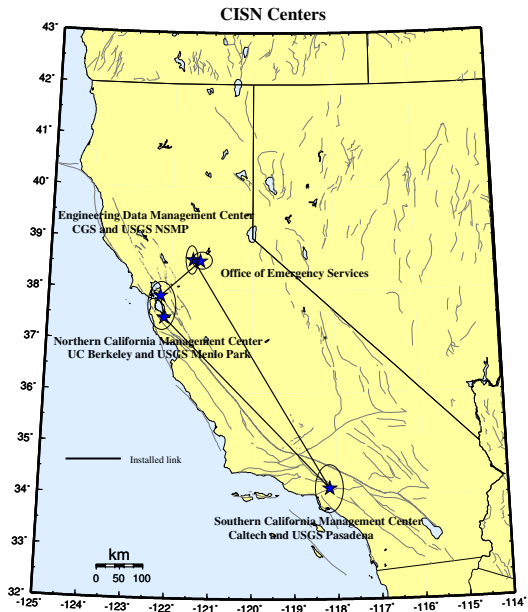 CISN Centers
43˚
42˚
41˚
40˚
39˚
38˚
37˚
36˚
35˚
34˚
33˚
32˚
Engineering Data Management Center
CGS and USGS NSMP
Office of Emergency Services
Northern California Management Center
UC Berkeley and USGS Menlo Park
Installed link
Southern California Management Center
Caltech and USGS Pasadena
km
0 50 100
-125˚ -124˚ -123˚ -122˚ -121˚ -120˚ -119˚ -118˚ -117˚ -116˚ -115˚ -114˚